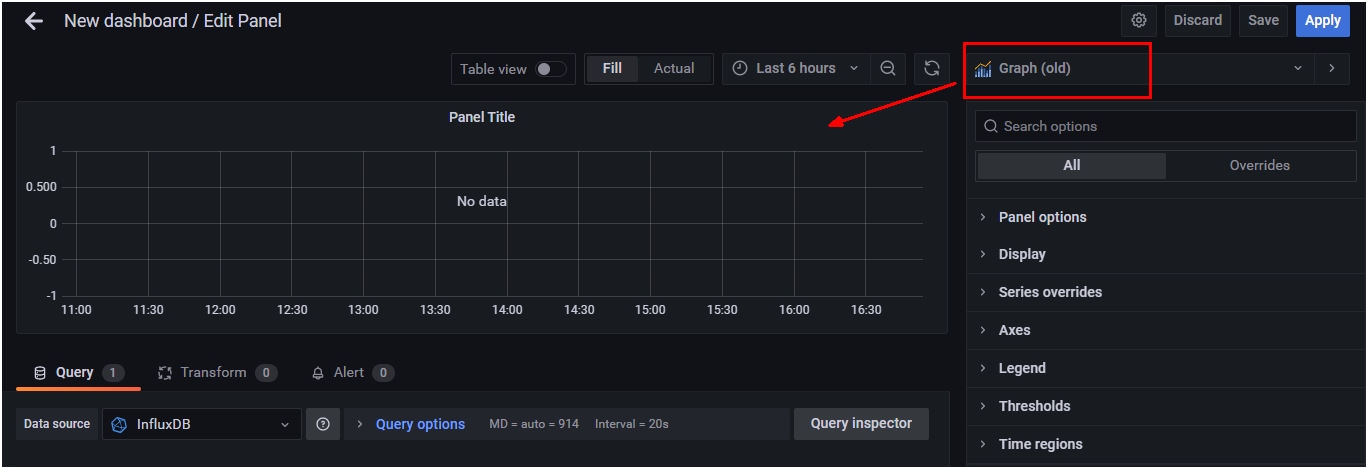 New dashboard / Edit Panel
Discard
Save
Apply
Table view
Fill
Actual
Last 6 hours
Graph (old)
Panel Title
1
0.500
0
-0.50
-1
No data
11:00
11:30
12:00
12:30
13:00
13:30
14:00
14:30
15:00
15:30
16:00
16:30
Search options
All
Overrides
Panel options
Display
Series overrides
Axes
Legend
Thresholds
Time regions
Query 1
Transform 0
Alert 0
Data source
InfluxDB
Query options
MD = auto = 914
Interval = 20s
Query inspector